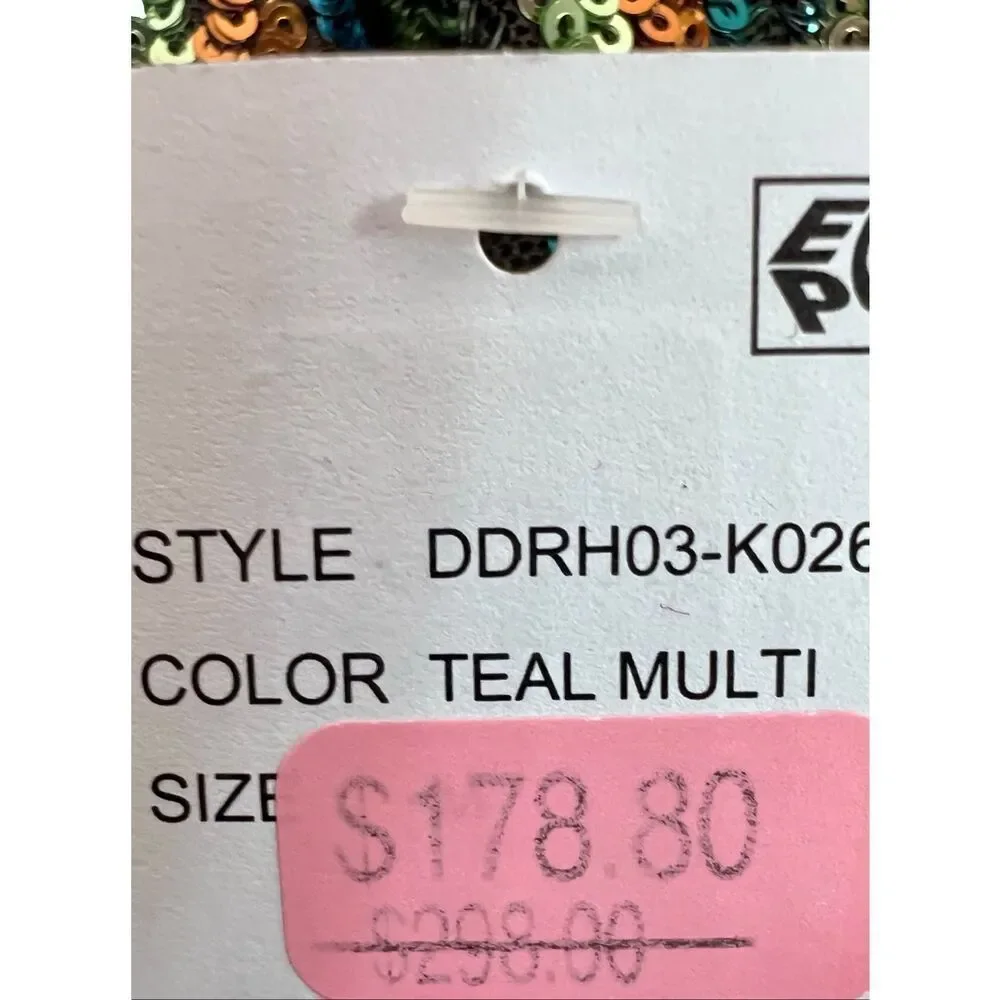 E
P
STYLE DDRH03-K026
COLOR TEAL MULTI
SIZE
$178.80
$298.00